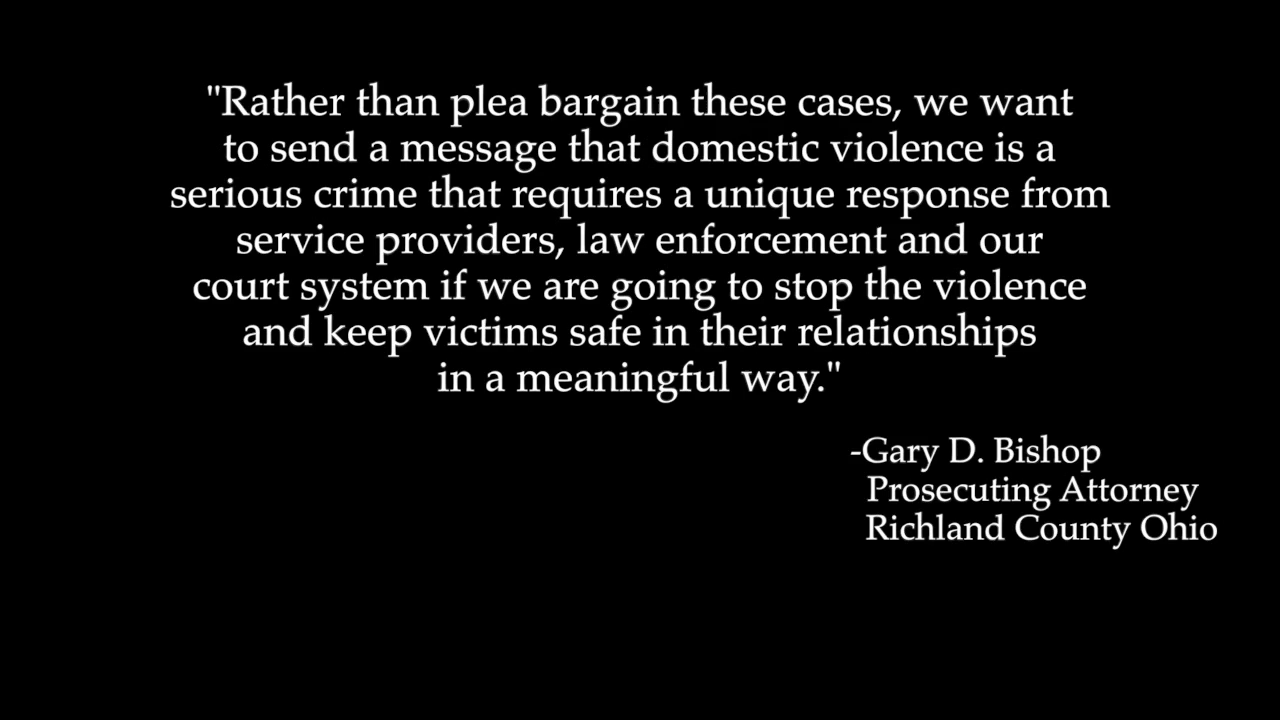 "Rather than plea bargain these cases, we want
to send a message that domestic violence is a
serious crime that requires a unique response from
service providers, law enforcement and our
court system if we are going to stop the violence
and keep victims safe in their relationships
in a meaningful way."
-Gary D. Bishop
Prosecuting Attorney
Richland County Ohio